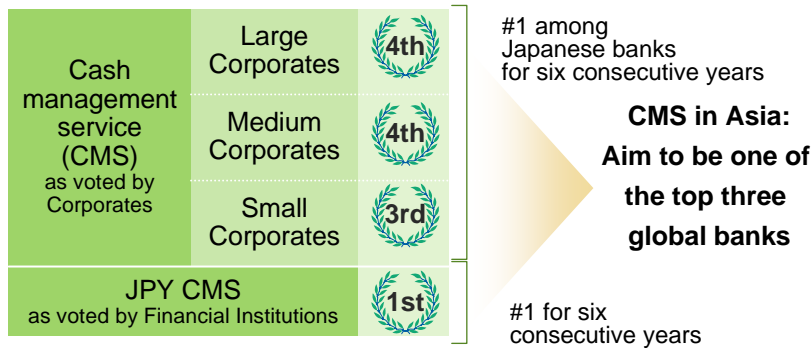 Cash
management
service
(CMS)
as voted by
Corporates
Large
Corporates
4th
Medium
Corporates
4th
Small
Corporates
3rd
JPY CMS
as voted by Financial Institutions
1st
#1 among
Japanese banks
for six consecutive years
CMS in Asia:
Aim to be one of
the top three
global banks
#1 for six
consecutive years